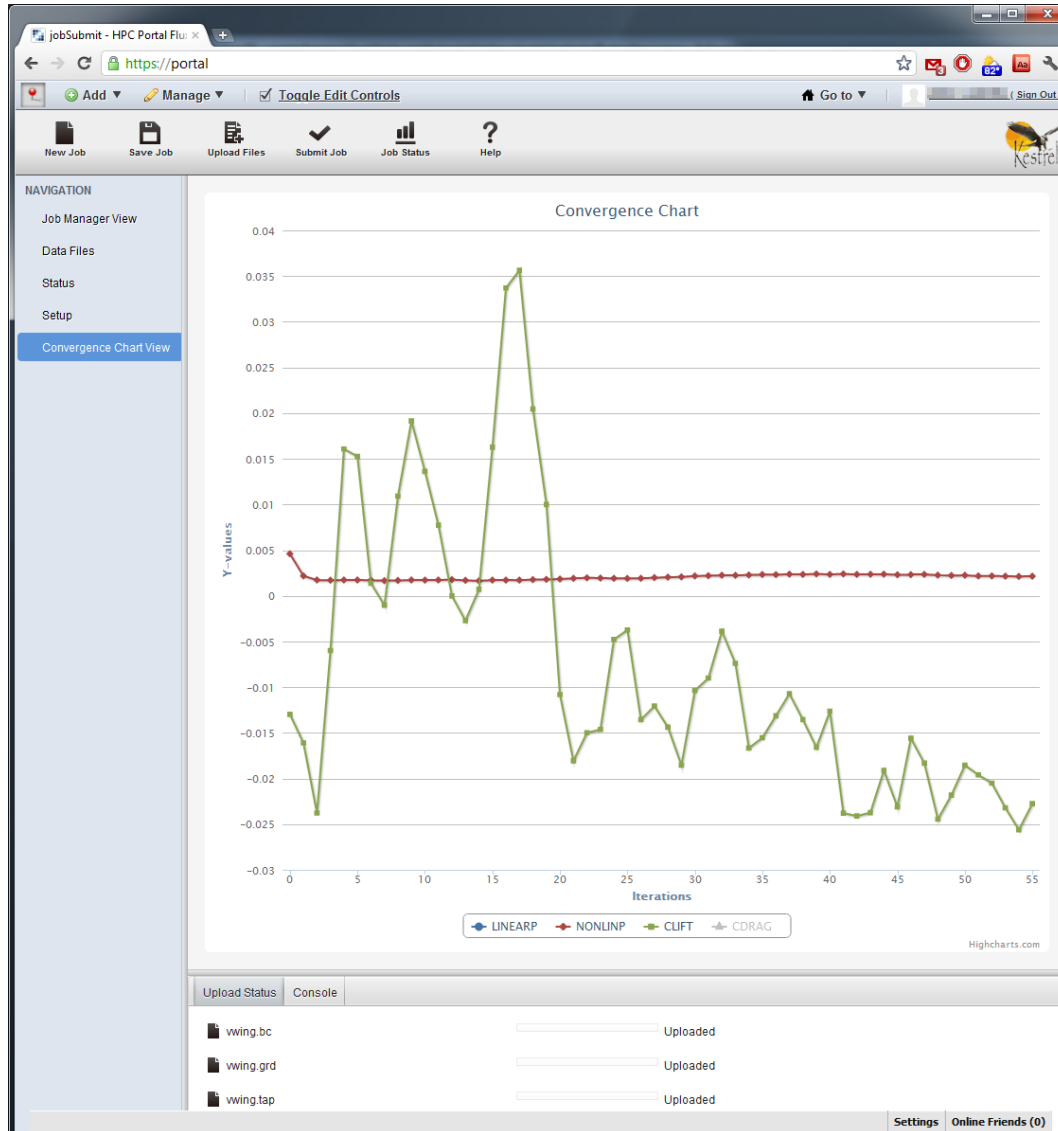 jobSubmit - HPC Portal Flu
https://portal
3
82°
Aa
Add ▼ Manage ▼ Toggle Edit Controls Go to ▼ ( Sign Out
New Job Save Job Upload Files Submit Job Job Status Help
Kestrel
NAVIGATION
Job Manager View
Data Files
Status
Setup
Convergence Chart View
Convergence Chart
0.04
0.035
0.03
0.025
0.02
0.015
0.01
0.005
0
−0.005
−0.01
−0.015
−0.02
−0.025
−0.03
Y-values
0 5 10 15 20 25 30 35 40 45 50 55
Iterations
LINEARP NONLINP CLIFT CDRAG
Highcharts.com
Upload Status Console
vwing.bc Uploaded
vwing.grd Uploaded
vwing.tap Uploaded
Settings Online Friends (0)